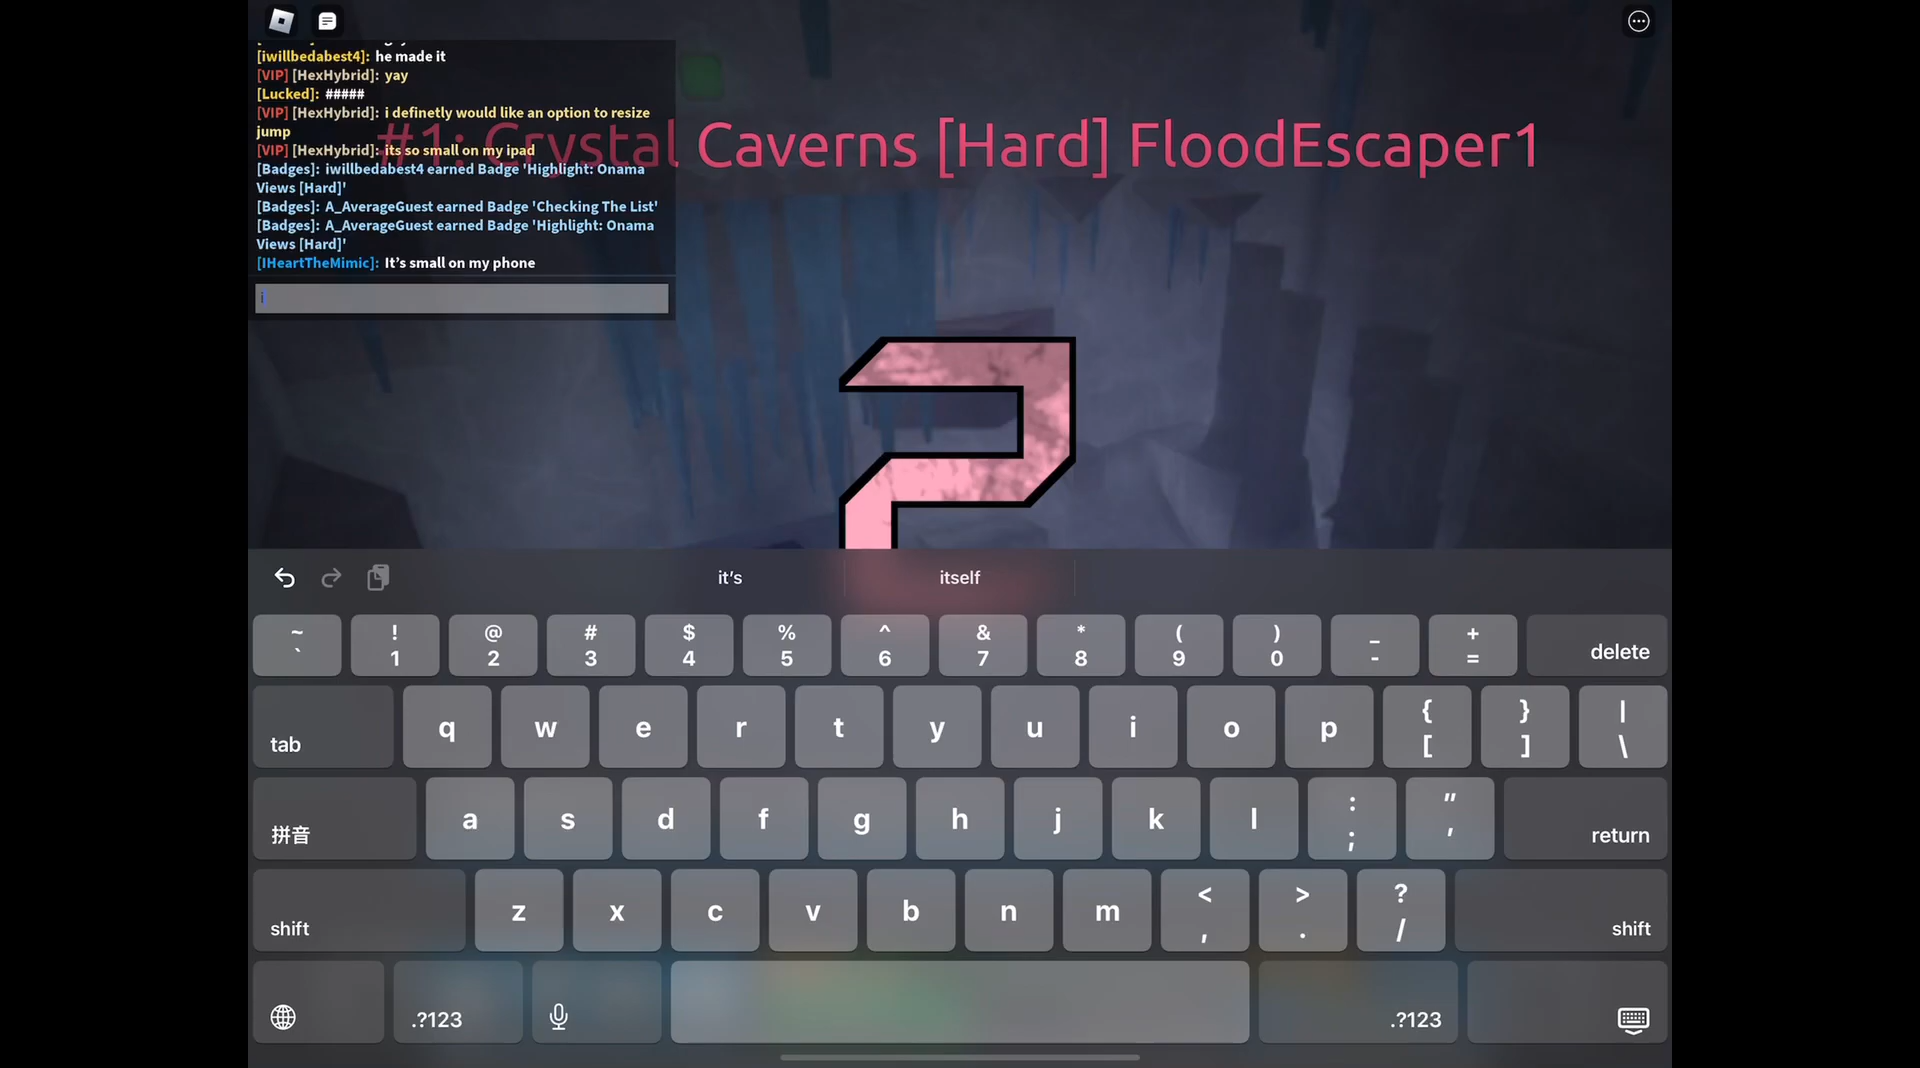 [iwillbedabest4]: he made it
[VIP] [HexHybrid]: yay
[Lucked]: #####
[VIP] [HexHybrid]: i definetly would like an option to resize
jump
[VIP] [HexHybrid]: its so small on my ipad
[Badges]: iwillbedabest4 earned Badge 'Highlight: Onama
Views [Hard]'
[Badges]: A_AverageGuest earned Badge 'Checking The List'
[Badges]: A_AverageGuest earned Badge 'Highlight: Onama
Views [Hard]'
[IHeartTheMimic]: It’s small on my phone
i
#1: Crystal Caverns [Hard] FloodEscaper1
it’s itself
~ ! @ # $ % ^ & * ( ) _ +
` 1 2 3 4 5 6 7 8 9 0 - = delete
tab q w e r t y u i o p { } |
[ ] \
拼音 a s d f g h j k l : "
; ' return
shift z x c v b n m < > ?
, . / shift
.?123 .?123